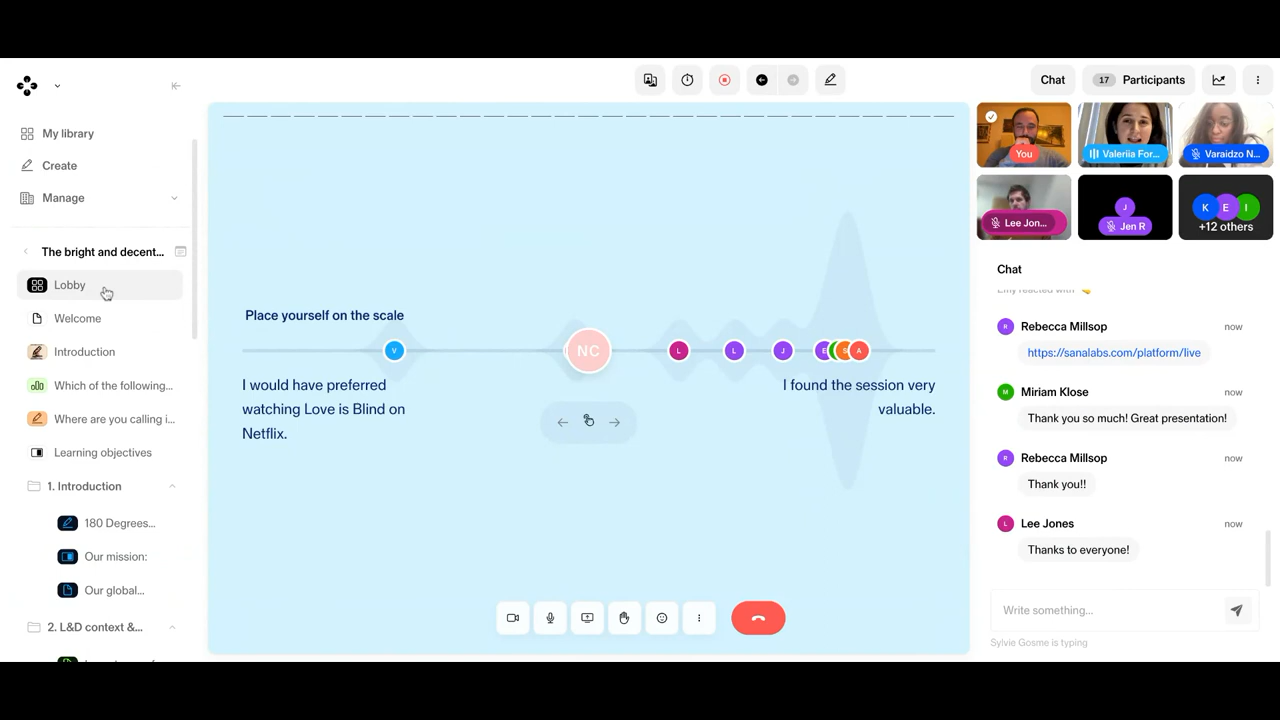 Chat
17 Participants
My library
Create
Manage
The bright and decent...
Lobby
Welcome
Introduction
Which of the following...
Where are you calling i...
Learning objectives
1. Introduction
180 Degrees...
Our mission:
Our global...
2. L&D context &...
Place yourself on the scale
V
NC
L
L
J
E
S
A
I would have preferred
watching Love is Blind on
Netflix.
I found the session very
valuable.
You
Valeriia For...
Varaidzo N...
Lee Jon...
J
Jen R
K E I
+12 others
Chat
Emy reacted with
R Rebecca Millsop now
https://sanalabs.com/platform/live
M Miriam Klose now
Thank you so much! Great presentation!
R Rebecca Millsop now
Thank you!!
L Lee Jones now
Thanks to everyone!
Write something...
Sylvie Gosme is typing